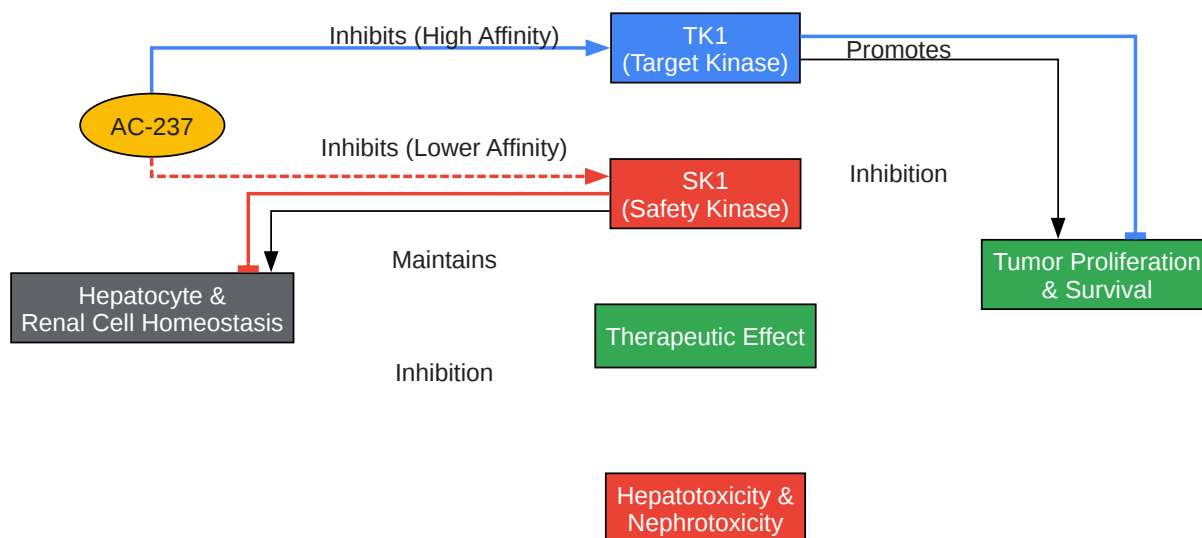 Inhibits (High Affinity)
TK1
(Target Kinase)
Promotes
AC-237
Inhibits (Lower Affinity)
SK1
(Safety Kinase)
Inhibition
Maintains
Tumor Proliferation
& Survival
Hepatocyte &
Renal Cell Homeostasis
Therapeutic Effect
Inhibition
Hepatotoxicity &
Nephrotoxicity